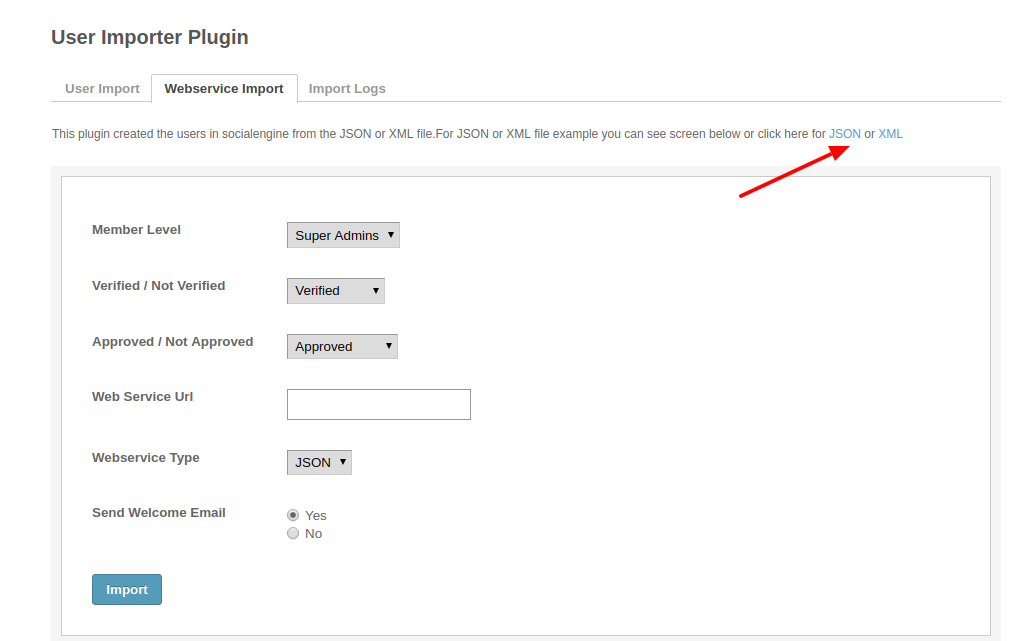 User Importer Plugin
User Import Webservice Import Import Logs
This plugin created the users in socialengine from the JSON or XML file.For JSON or XML file example you can see screen below or click here for JSON or XML
Member Level Super Admins
Verified / Not Verified Verified
Approved / Not Approved Approved
Web Service Url
Webservice Type JSON
Send Welcome Email Yes
No
Import